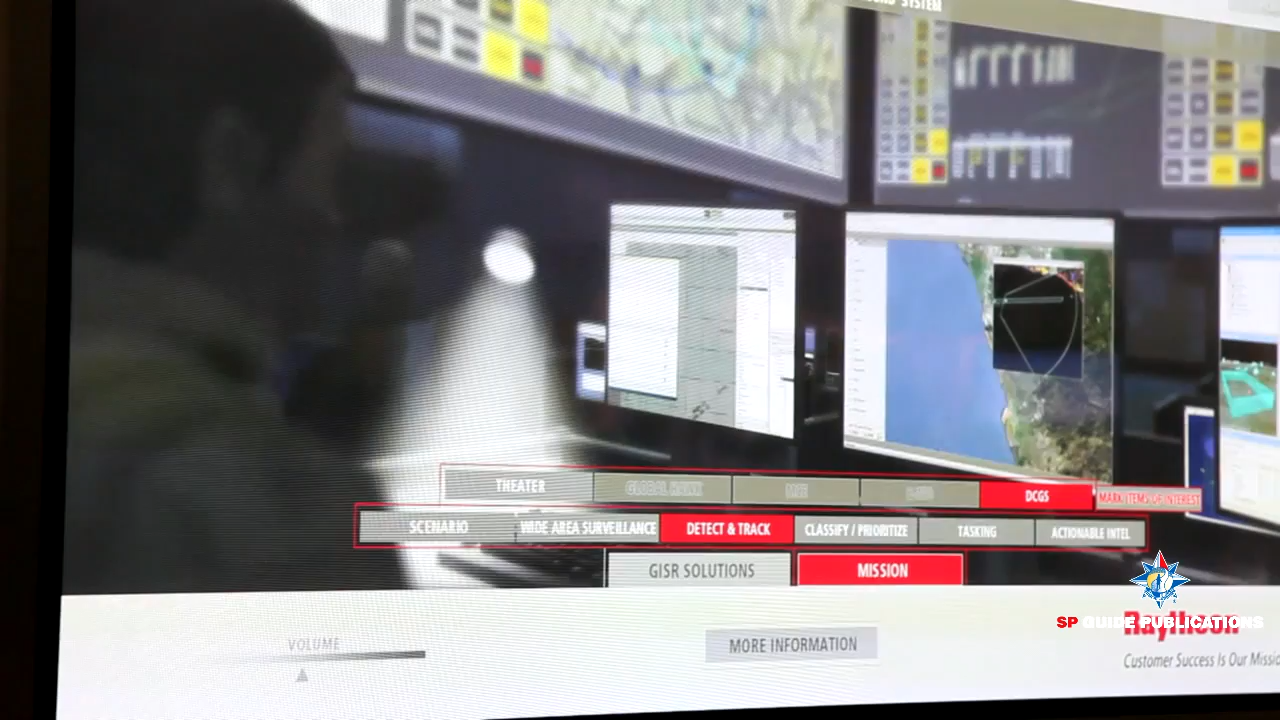 SYSTEM
THEATER
GLOBAL HAWK
DCGS
MARK ITEMS OF INTEREST
SCENARIO
WIDE AREA SURVEILLANCE
DETECT & TRACK
CLASSIFY / PRIORITIZE
TASKING
ACTIONABLE INTEL
GISR SOLUTIONS
MISSION
VOLUME
MORE INFORMATION
Raytheon
SP GUIDE PUBLICATIONS
Customer Success Is Our Missio